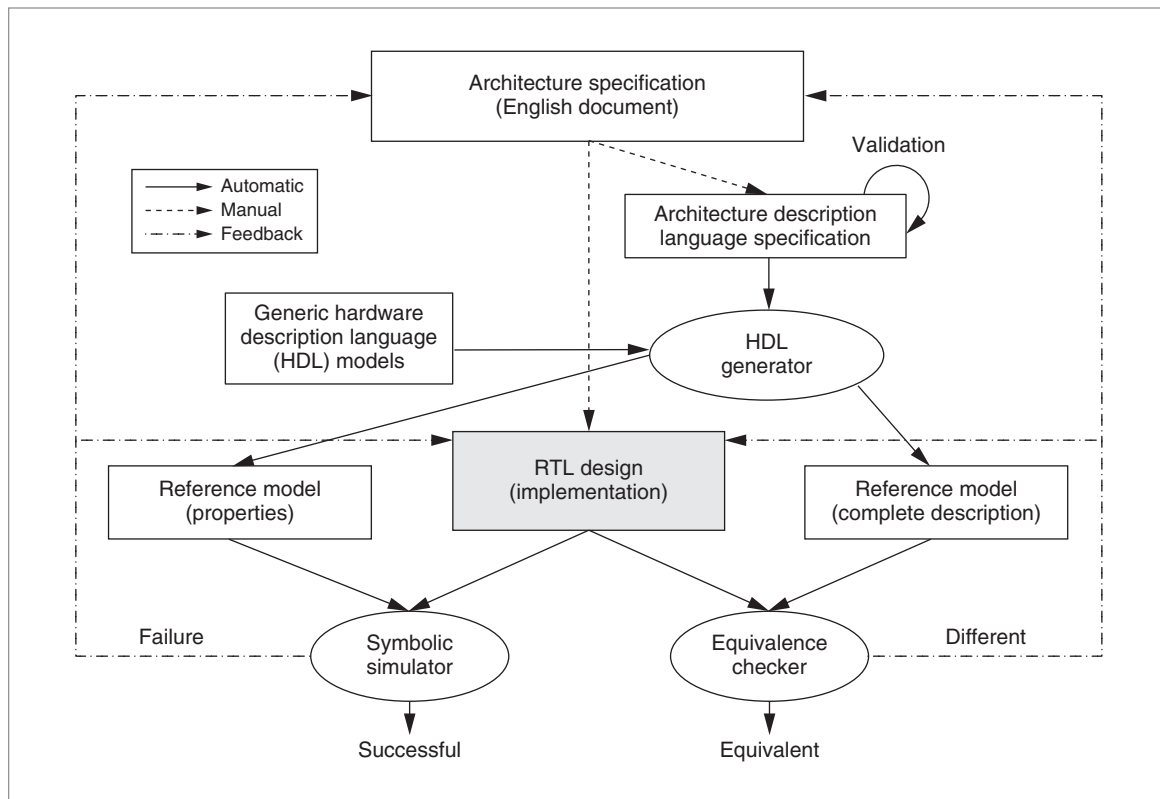 Architecture specification
(English document)
Validation
Automatic
Manual
Feedback
Architecture description
language specification
Generic hardware
description language
(HDL) models
HDL
generator
RTL design
(implementation)
Reference model
(properties)
Reference model
(complete description)
Failure
Symbolic
simulator
Equivalence
checker
Different
Successful
Equivalent